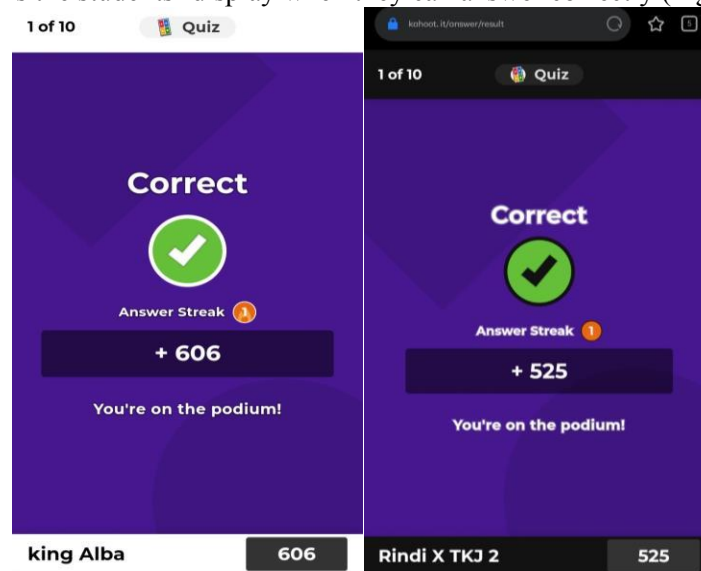 1 of 10
Quiz
Correct
Answer Streak 1
+ 606
You're on the podium!
king Alba
606
kahoot.it/answer/result
5
1 of 10
Quiz
Correct
Answer Streak 1
+ 525
You're on the podium!
Rindi X TKJ 2
525